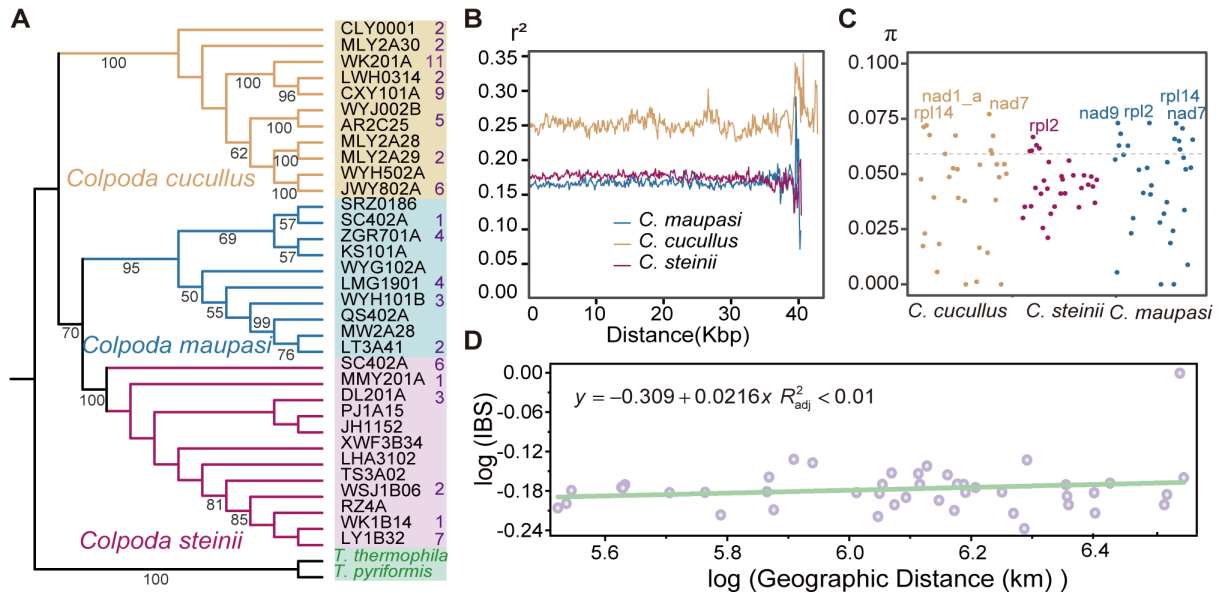 A
CLY0001 2
MLY2A30 2
WK201A 11
100
LWH0314 2
100
CXY101A 9
96
WYJ002B
AR2C25 5
100
MLY2A28
62
MLY2A29 2
100
WYH502A
JWY802A 6
100
Colpoda cucullus
SRZ0186
SC402A 1
57
ZGR701A 4
69
KS101A
57
95
WYG102A
LMG1901 4
50
WYH101B 3
55
QS402A
99
MW2A28
70
LT3A41 2
76
Colpoda maupasi
SC402A 6
MMY201A 1
100
DL201A 3
PJ1A15
JH1152
XWF3B34
LHA3102
TS3A02
WSJ1B06 2
81
RZ4A
85
WK1B14 1
LY1B32 7
Colpoda steinii
T. thermophila
T. pyriformis
100
B
r²
0.35
0.30
0.25
0.20
0.15
0.10
0.05
0.00
C. maupasi
C. cucullus
C. steinii
0 10 20 30 40
Distance(Kbp)
C
π
0.100
0.075
0.050
0.025
0.000
nad1_a
rpl14
nad7
rpl2
nad9
rpl2
rpl14
nad7
C. cucullus C. steinii C. maupasi
D
log (IBS)
0.00
-0.06
-0.12
-0.18
-0.24
y = −0.309 + 0.0216x R²adj < 0.01
5.6 5.8 6.0 6.2 6.4
log (Geographic Distance (km) )